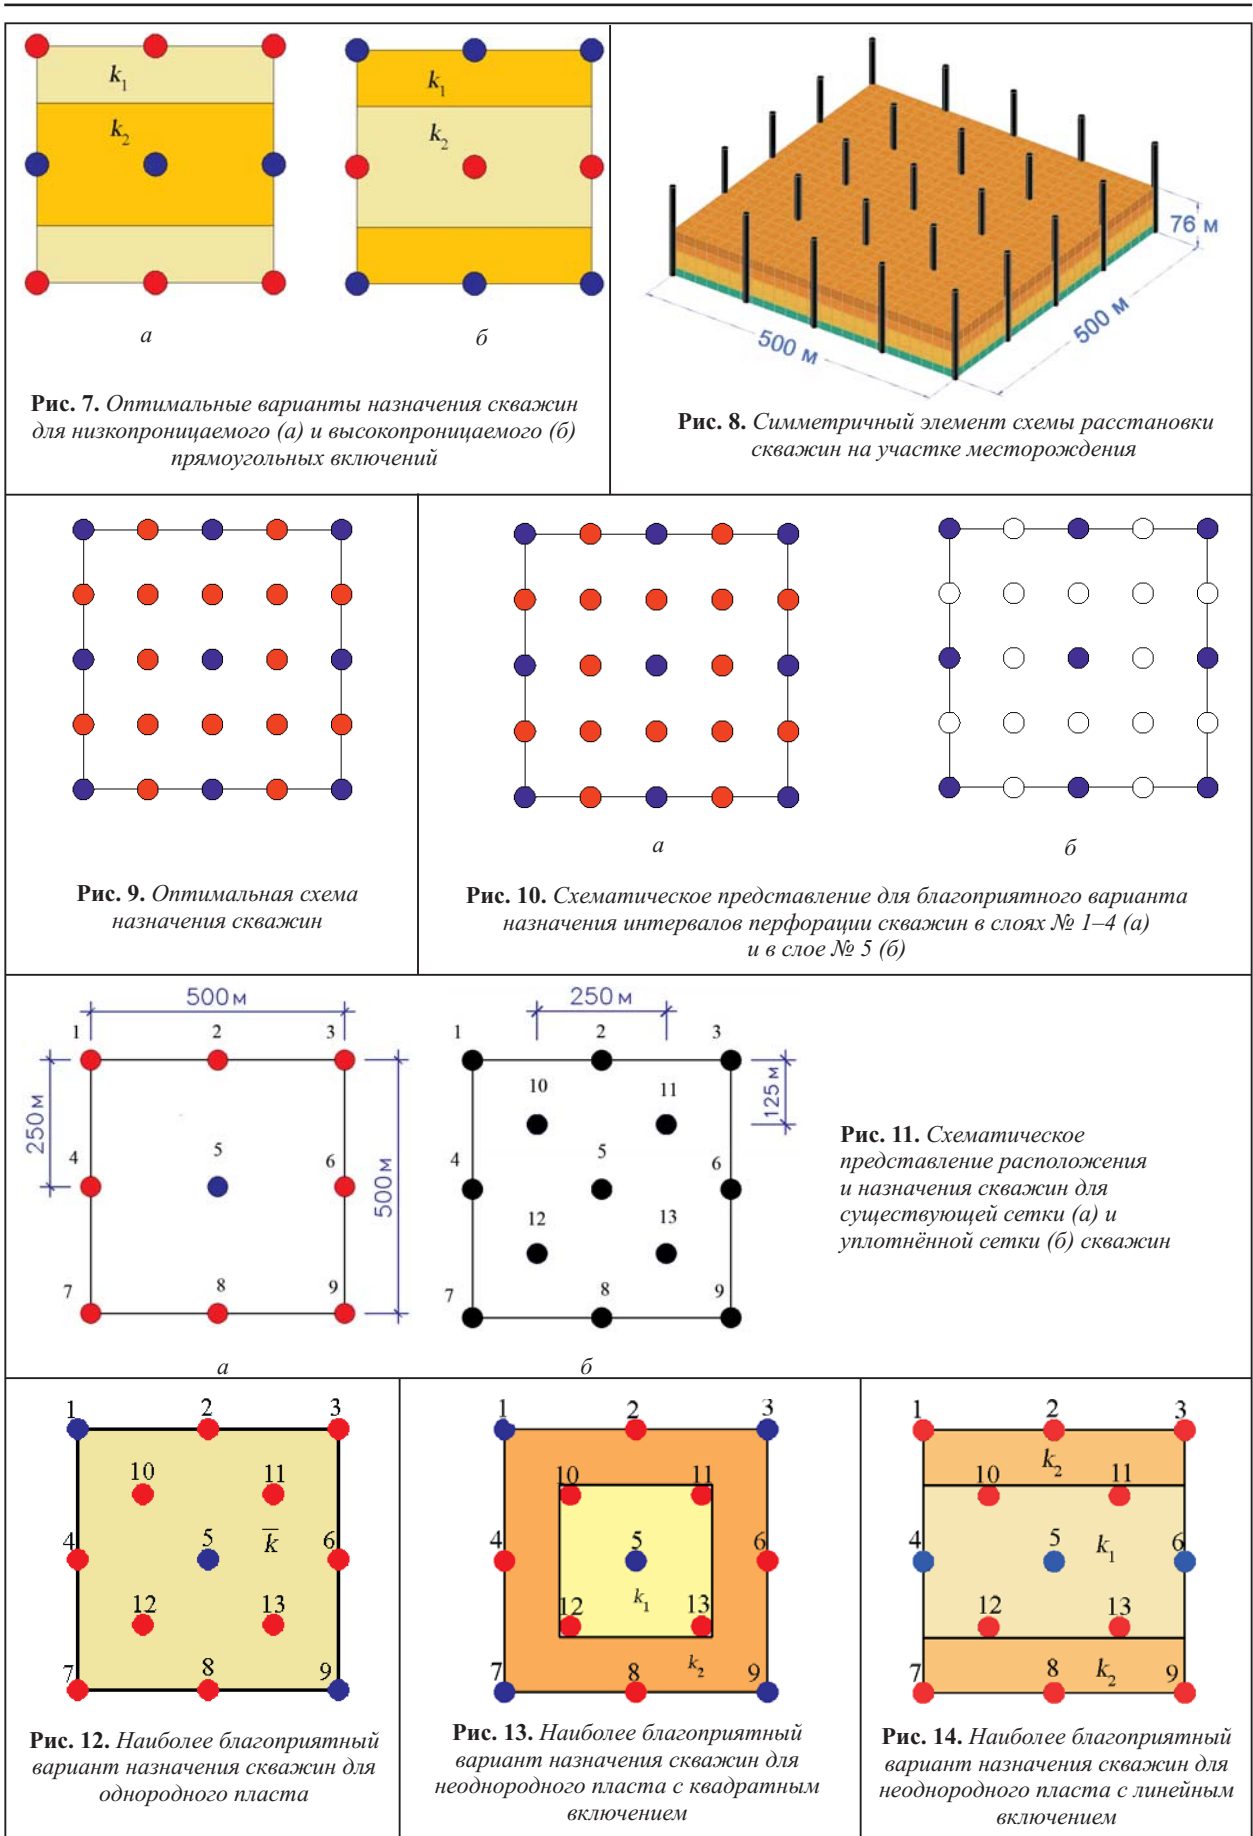 k₁
k₂
а
k₁
k₂
б
Рис. 7. Оптимальные варианты назначения скважин
для низкопроницаемого (а) и высокопроницаемого (б)
прямоугольных включений
76 м
500 м
500 м
Рис. 8. Симметричный элемент схемы расстановки
скважин на участке месторождения
Рис. 9. Оптимальная схема
назначения скважин
а
б
Рис. 10. Схематическое представление для благоприятного варианта
назначения интервалов перфорации скважин в слоях № 1–4 (а)
и в слое № 5 (б)
500м
1 2 3
250м
4 5 6
500м
7 8 9
а
250 м
1 2 3
10 11
125м
4 5 6
12 13
7 8 9
б
Рис. 11. Схематическое
представление расположения
и назначения скважин для
существующей сетки (а) и
уплотнённой сетки (б) скважин
1 2 3
10 11
4 5 k̅ 6
12 13
7 8 9
Рис. 12. Наиболее благоприятный
вариант назначения скважин для
однородного пласта
1 2 3
10 11
4 5 6
k₁
12 13
k₂
7 8 9
Рис. 13. Наиболее благоприятный
вариант назначения скважин для
неоднородного пласта с квадратным
включением
1 2 3
k₂
10 11
4 5 k₁ 6
12 13
7 8 k₂ 9
Рис. 14. Наиболее благоприятный
вариант назначения скважин для
неоднородного пласта с линейным
включением